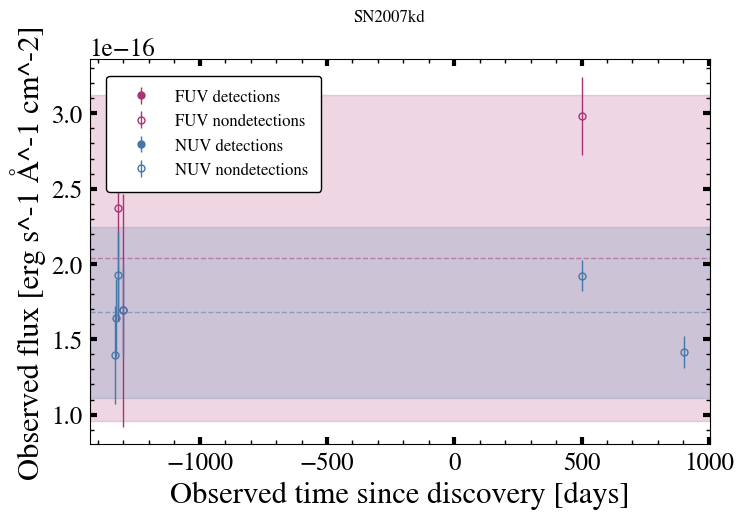 SN2007kd
1e−16
FUV detections
FUV nondetections
NUV detections
NUV nondetections
3.0
2.5
2.0
1.5
1.0
Observed flux [erg s^-1 Å^-1 cm^-2]
−1000
−500
0
500
1000
Observed time since discovery [days]